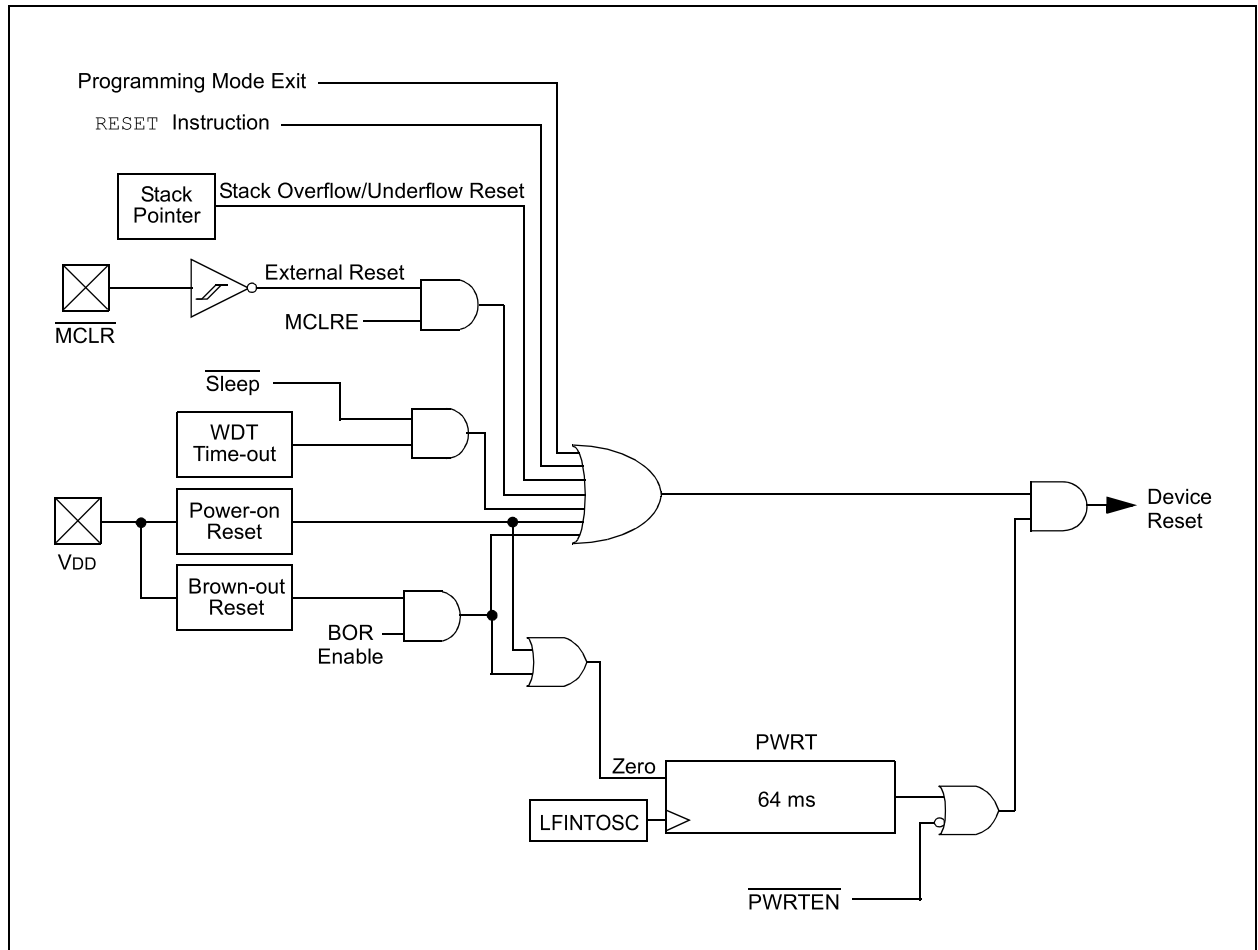 Programming Mode Exit
RESET Instruction
Stack
Pointer
Stack Overflow/Underflow Reset
External Reset
MCLRE
MCLR
Sleep
WDT
Time-out
Power-on
Reset
VDD
Brown-out
Reset
BOR
Enable
Device
Reset
PWRT
Zero
64 ms
LFINTOSC
PWRTEN